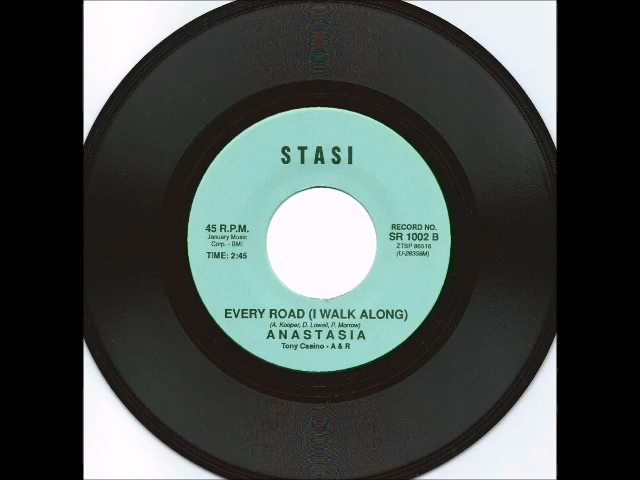 STASI
45 R.P.M.
January Music
Corp. - BMI
TIME: 2:45
RECORD NO.
SR 1002 B
ZTSP 86516
(U-28358M)
EVERY ROAD (I WALK ALONG)
(A. Kooper, D. Lowell, P. Morrow)
ANASTASIA
Tony Casino - A & R